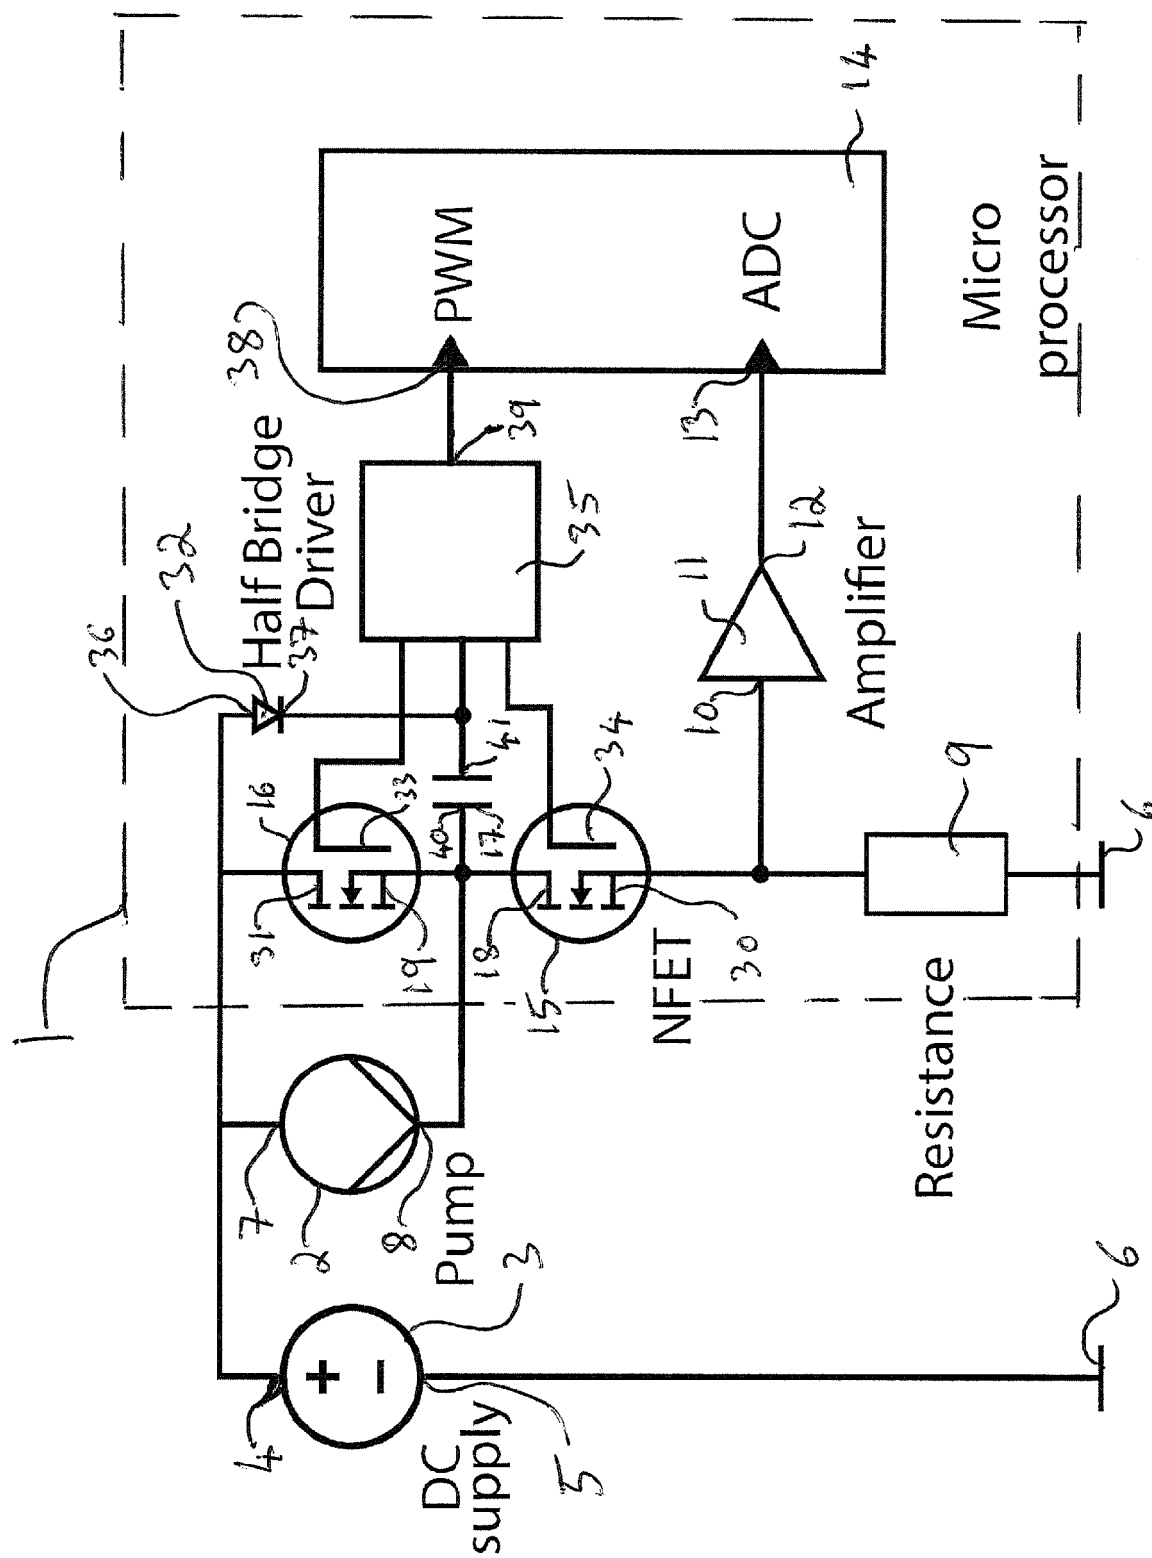 1
36
32
Half Bridge
Driver
37
38
PWM
39
35
16
33
31
19
40
41
17
18
15
34
30
NFET
7
2
8
Pump
4
+
−
3
5
DC
supply
6
13
ADC
14
11
12
10
Amplifier
9
Resistance
6
Micro
processor